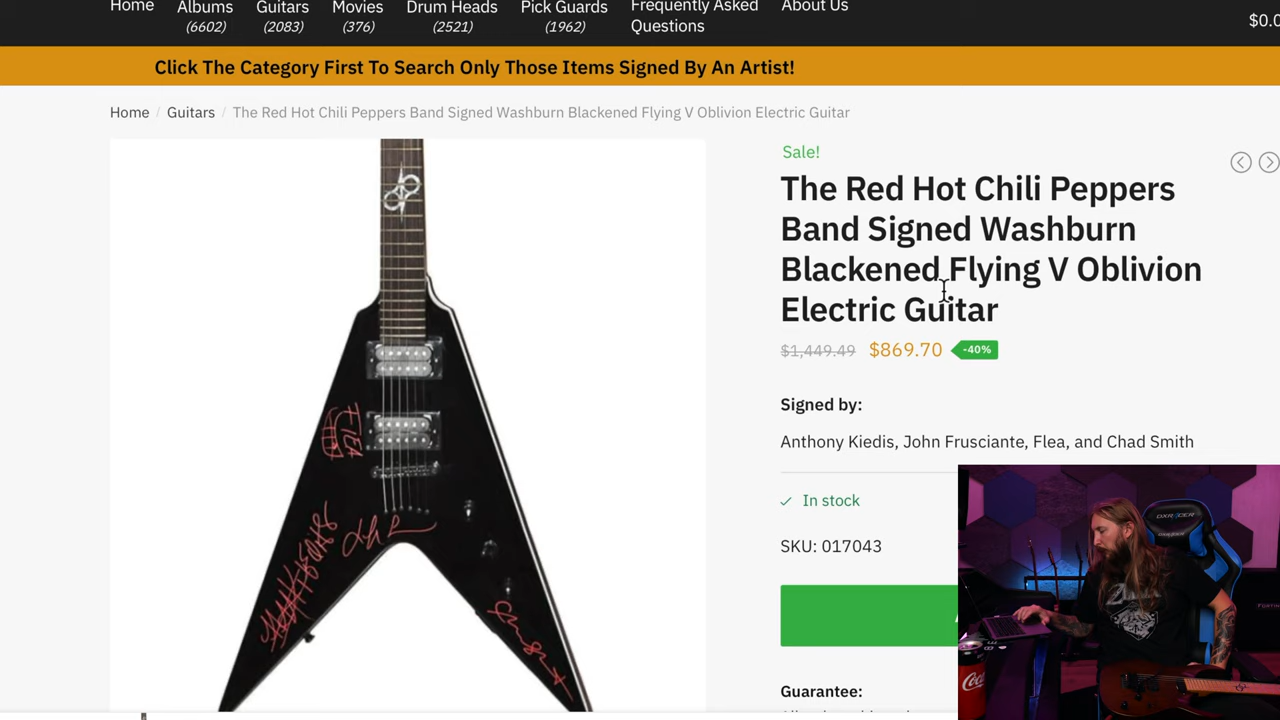 Home
Albums
(6602)
Guitars
(2083)
Movies
(376)
Drum Heads
(2521)
Pick Guards
(1962)
Frequently Asked
Questions
About Us
Click The Category First To Search Only Those Items Signed By An Artist!
Home / Guitars / The Red Hot Chili Peppers Band Signed Washburn Blackened Flying V Oblivion Electric Guitar
Sale!
The Red Hot Chili Peppers
Band Signed Washburn
Blackened Flying V Oblivion
Electric Guitar
$1,449.49 $869.70 -40%
Signed by:
Anthony Kiedis, John Frusciante, Flea, and Chad Smith
In stock
SKU: 017043
Guarantee:
DXRACER